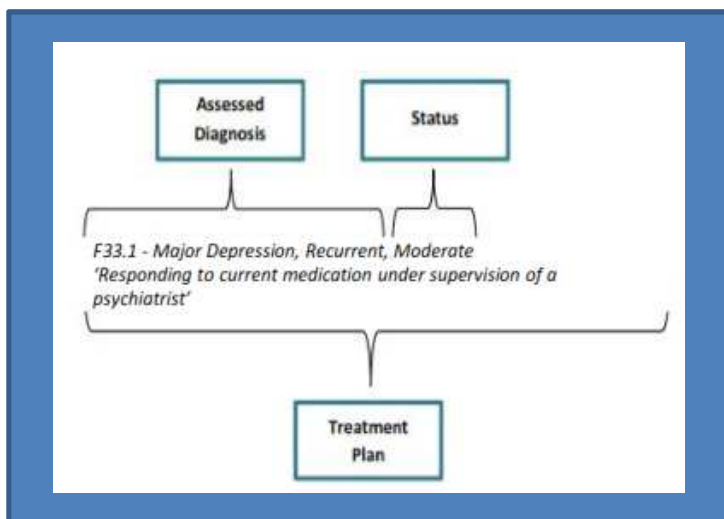 Assessed
Diagnosis
Status
F33.1 - Major Depression, Recurrent, Moderate
‘Responding to current medication under supervision of a
psychiatrist’
Treatment
Plan